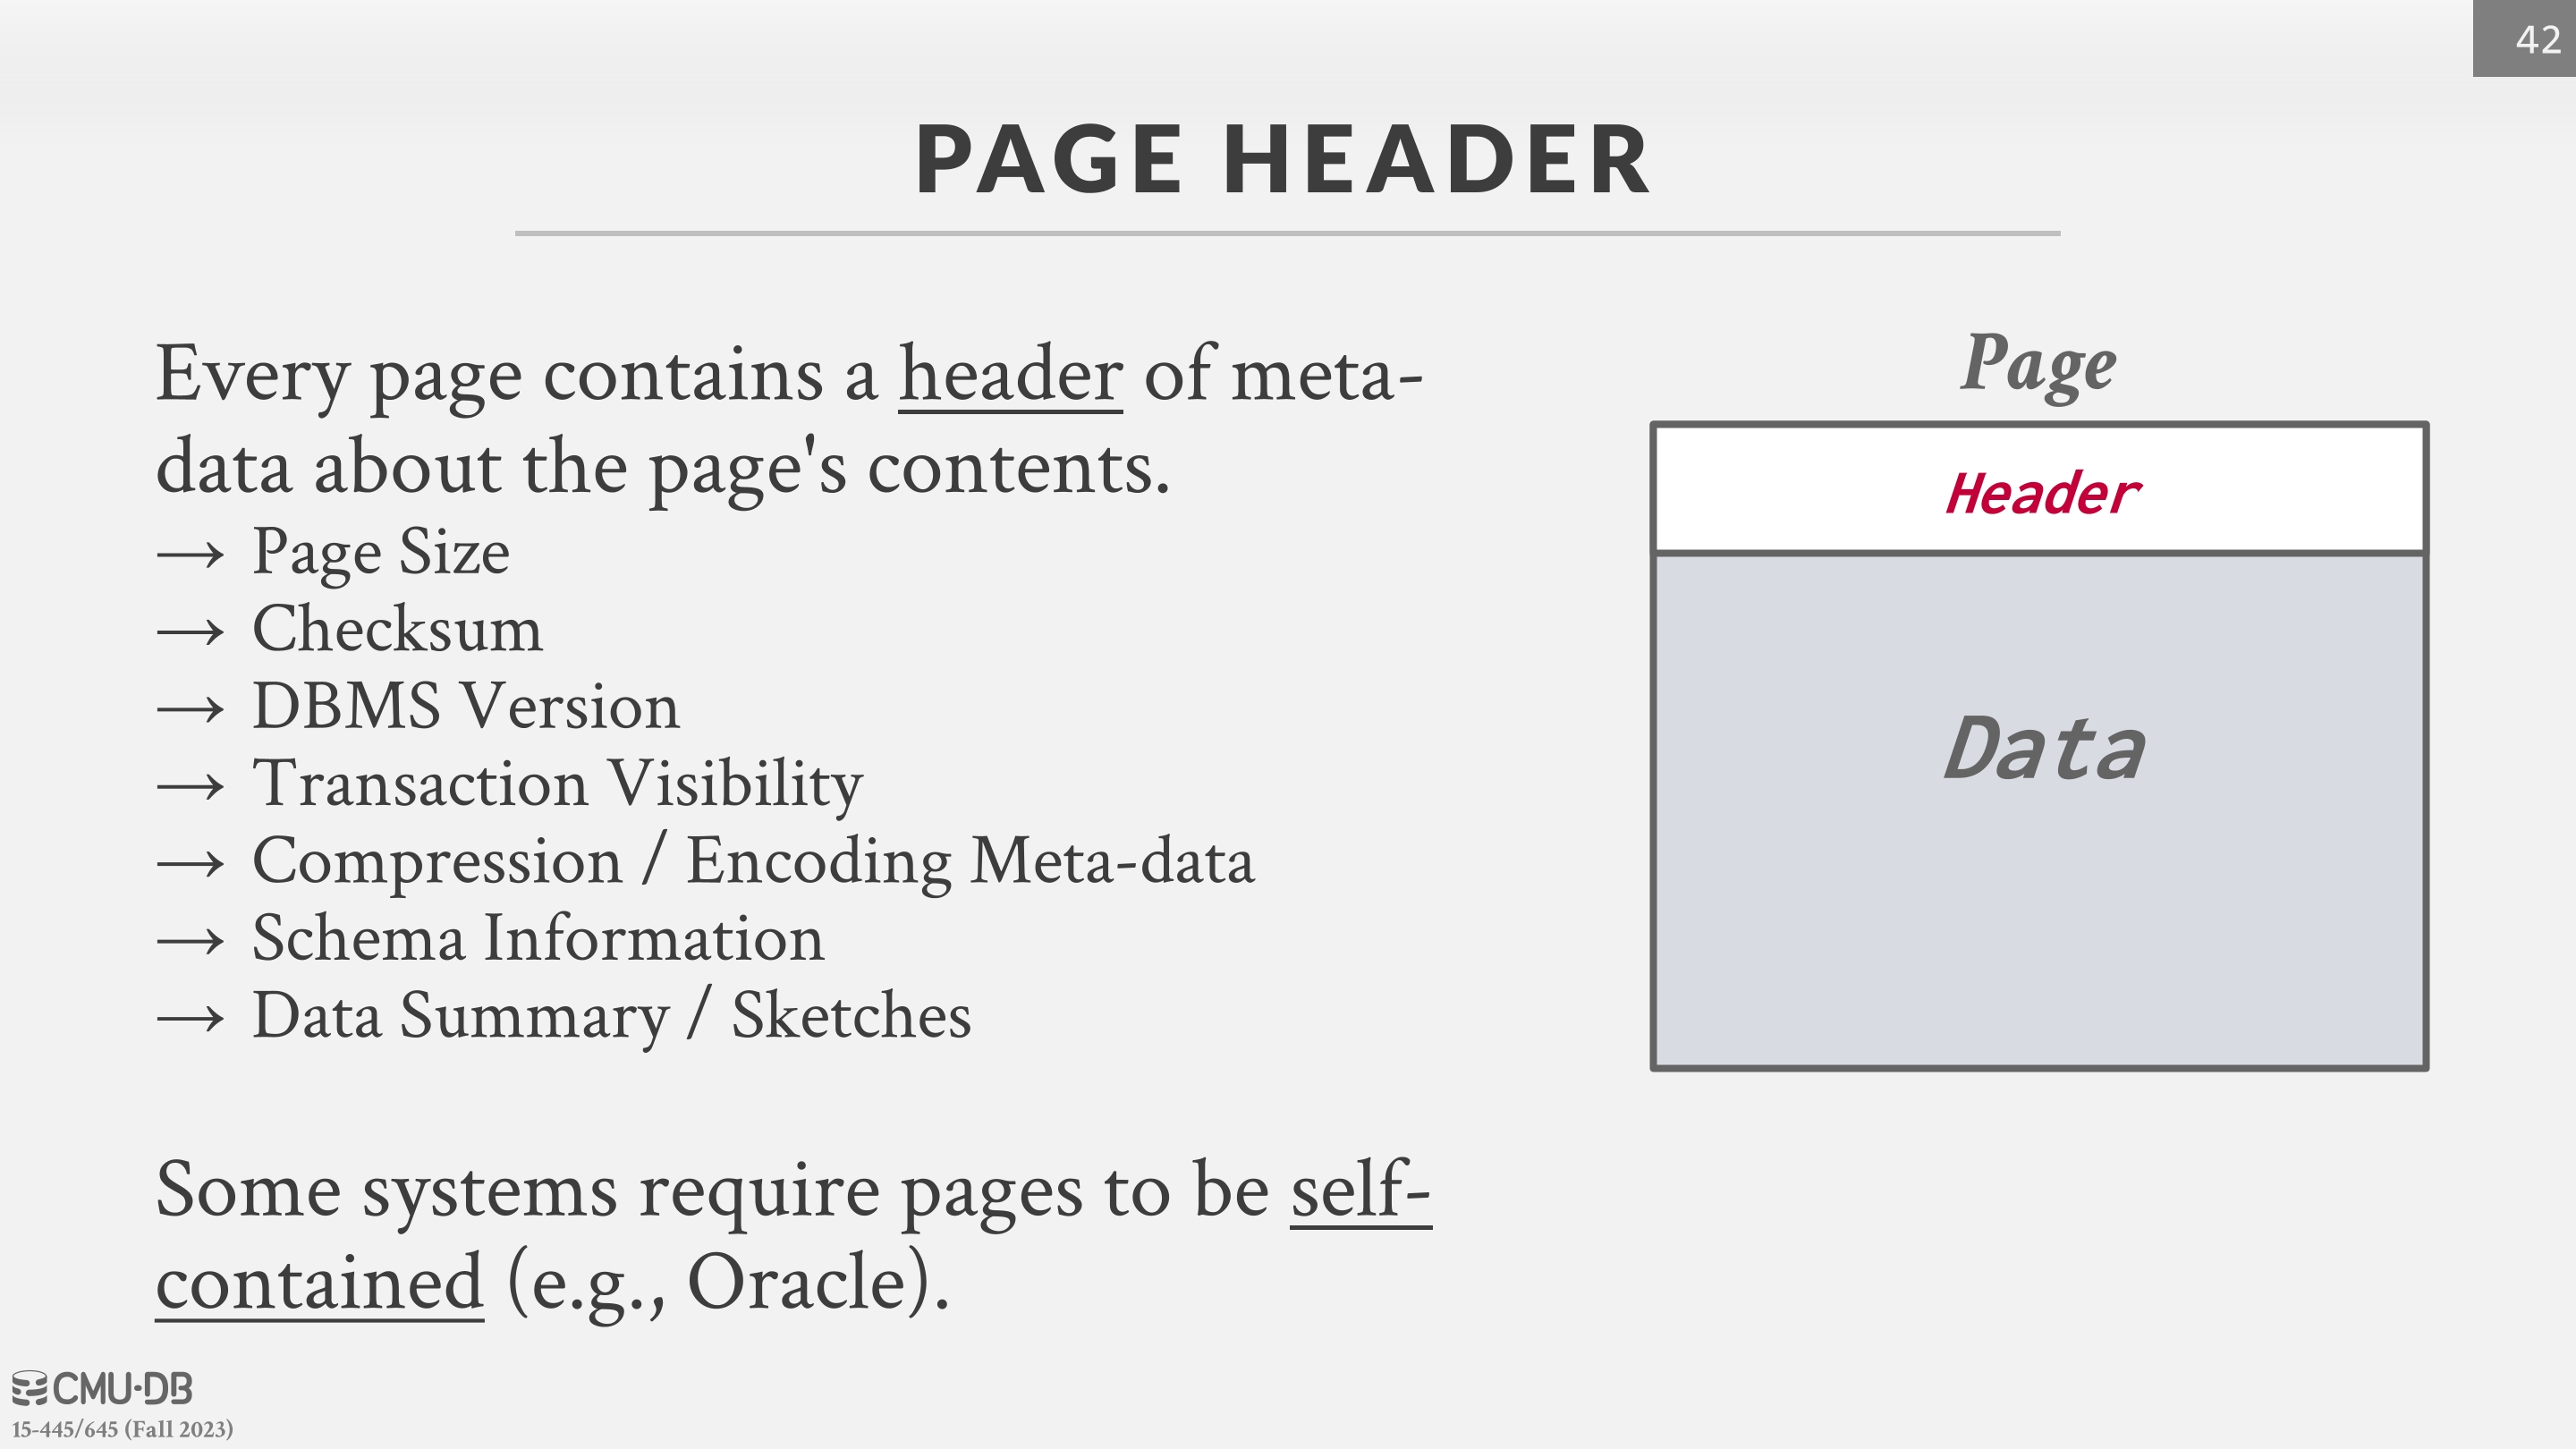 42
PAGE HEADER
Every page contains a header of meta-
data about the page's contents.
→ Page Size
→ Checksum
→ DBMS Version
→ Transaction Visibility
→ Compression / Encoding Meta-data
→ Schema Information
→ Data Summary / Sketches
Some systems require pages to be self-
contained (e.g., Oracle).
Page
Header
Data
CMU·DB
15-445/645 (Fall 2023)